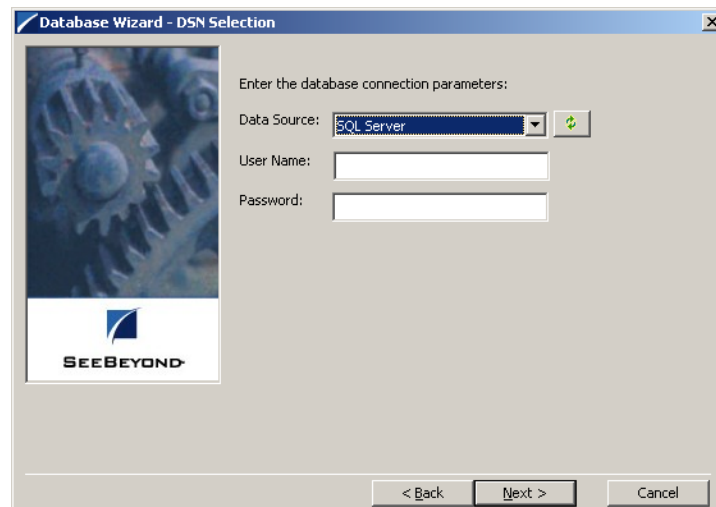 Database Wizard - DSN Selection
Enter the database connection parameters:
Data Source: SQL Server
User Name:
Password:
SEEBEYOND
< Back Next > Cancel